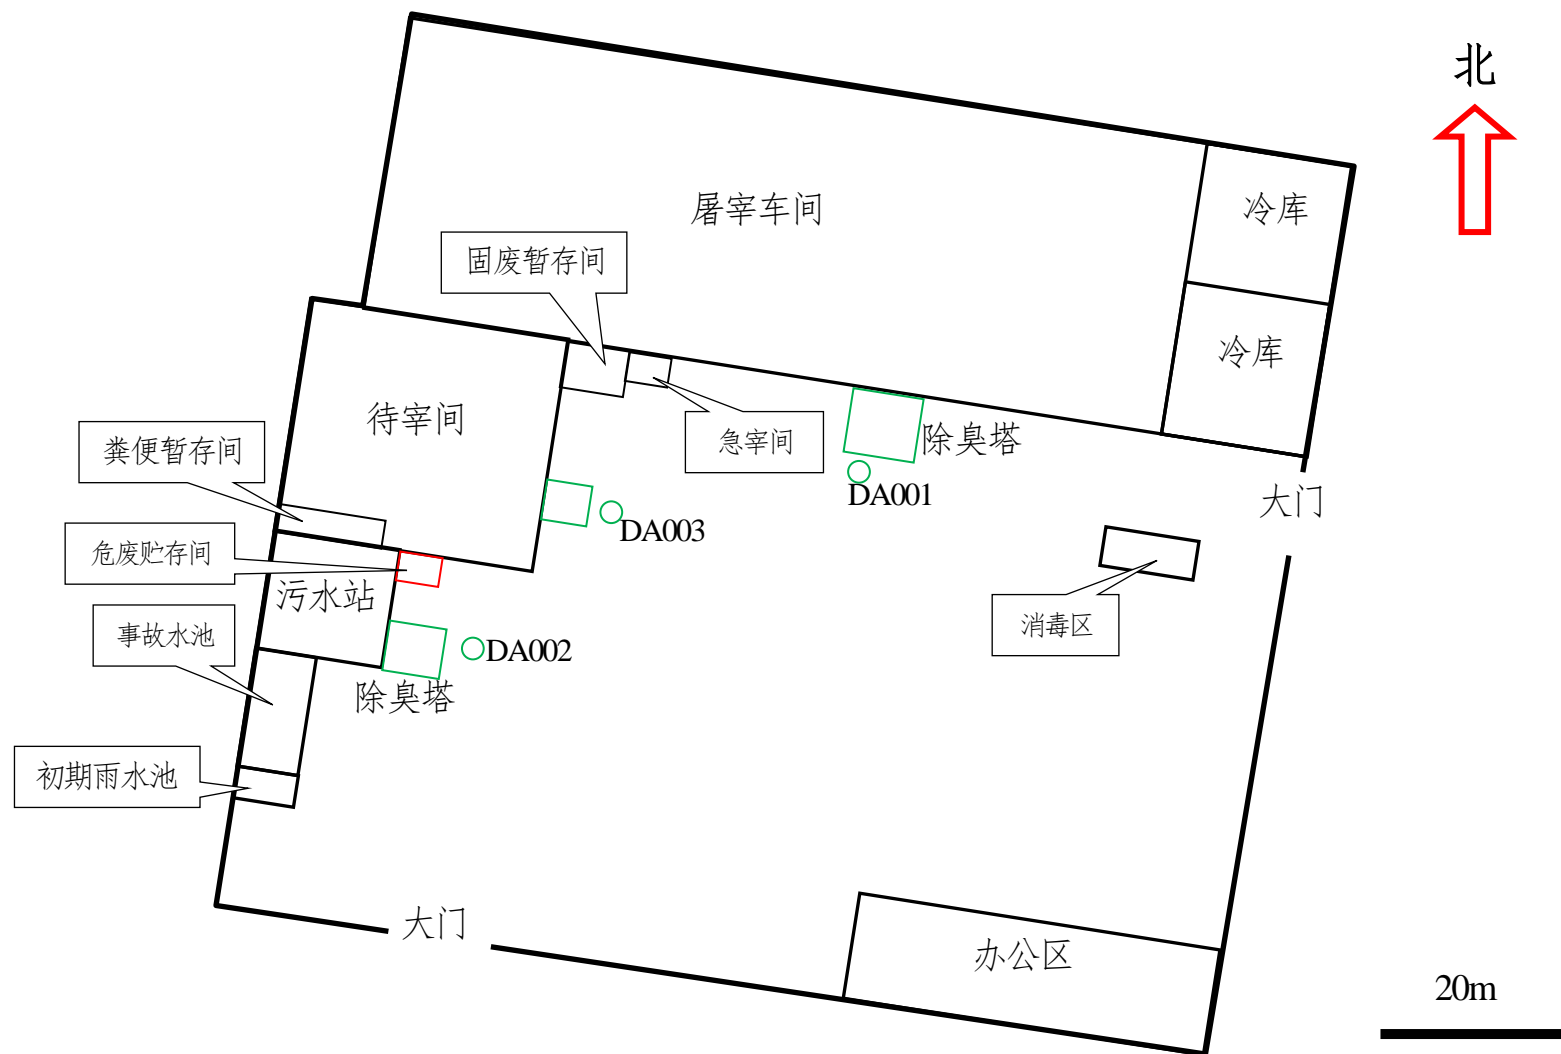 北
屠宰车间
冷库
固废暂存间
冷库
待宰间
急宰间
除臭塔
粪便暂存间
DA001
大门
DA003
危废贮存间
污水站
事故水池
消毒区
DA002
除臭塔
初期雨水池
大门
办公区
20m